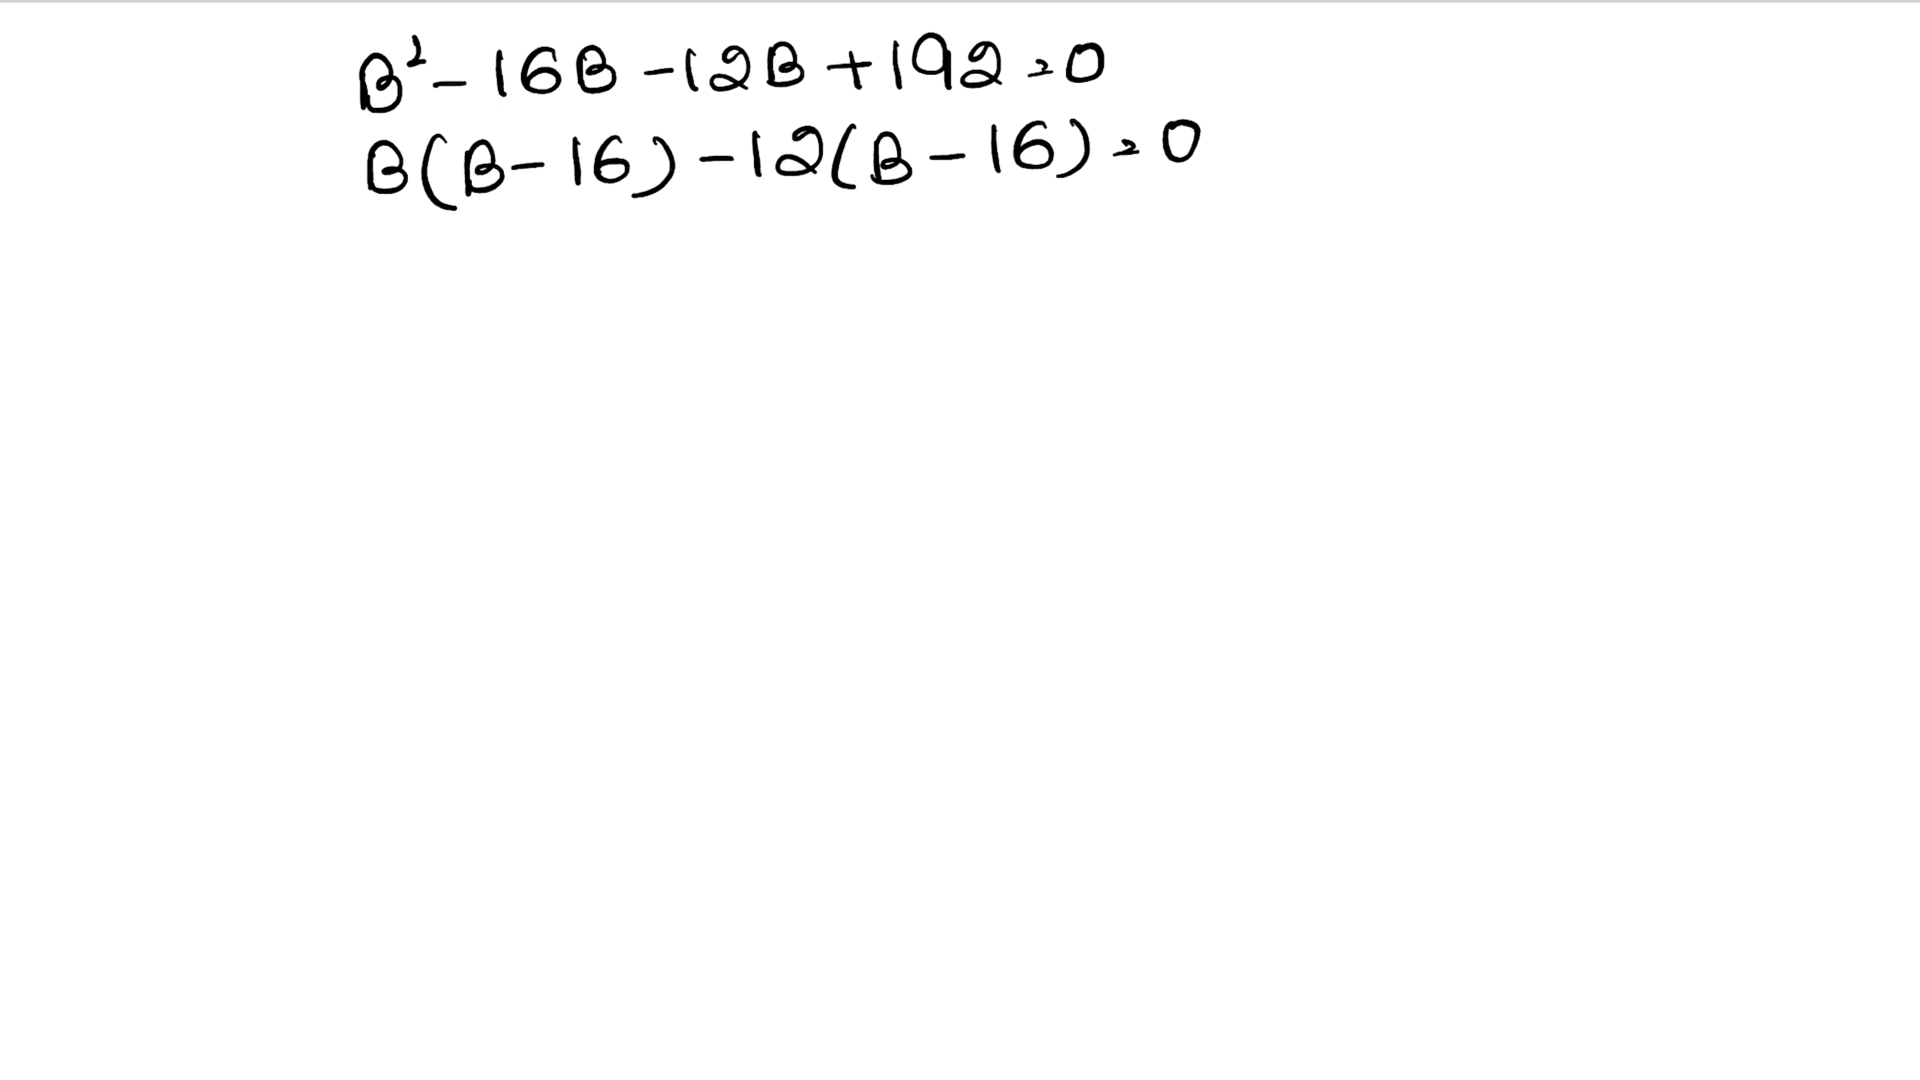 B² - 16B - 12B + 192 = 0
B(B - 16) - 12(B - 16) = 0